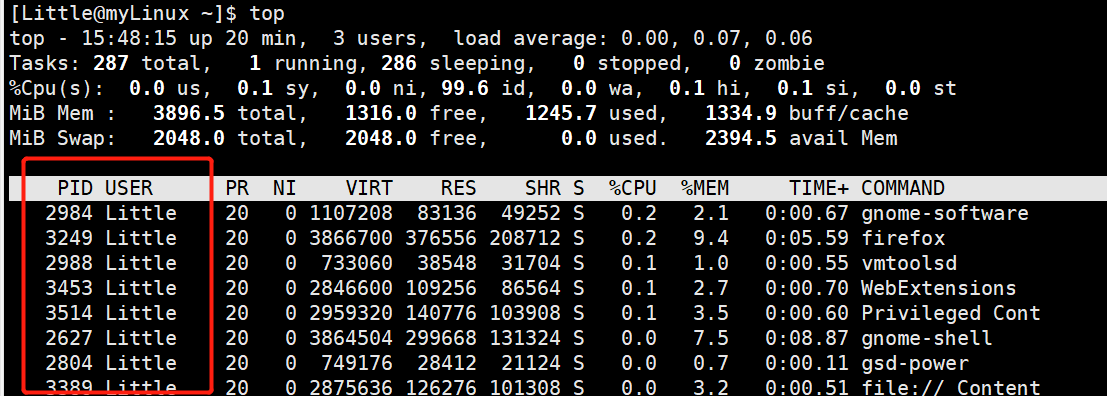 [Little@myLinux ~]$ top
top - 15:48:15 up 20 min,  3 users,  load average: 0.00, 0.07, 0.06
Tasks: 287 total,   1 running, 286 sleeping,   0 stopped,   0 zombie
%Cpu(s):  0.0 us,  0.1 sy,  0.0 ni, 99.6 id,  0.0 wa,  0.1 hi,  0.1 si,  0.0 st
MiB Mem :   3896.5 total,   1316.0 free,   1245.7 used,   1334.9 buff/cache
MiB Swap:   2048.0 total,   2048.0 free,      0.0 used.   2394.5 avail Mem
PID USER      PR  NI    VIRT    RES    SHR S  %CPU  %MEM     TIME+ COMMAND
2984 Little    20   0 1107208  83136  49252 S   0.2   2.1   0:00.67 gnome-software
3249 Little    20   0 3866700 376556 208712 S   0.2   9.4   0:05.59 firefox
2988 Little    20   0  733060  38548  31704 S   0.1   1.0   0:00.55 vmtoolsd
3453 Little    20   0 2846600 109256  86564 S   0.1   2.7   0:00.70 WebExtensions
3514 Little    20   0 2959320 140776 103908 S   0.1   3.5   0:00.60 Privileged Cont
2627 Little    20   0 3864504 299668 131324 S   0.0   7.5   0:08.87 gnome-shell
2804 Little    20   0  749176  28412  21124 S   0.0   0.7   0:00.11 gsd-power
3389 Little    20   0 2875636 126276 101308 S   0.0   3.2   0:00.51 file:// Content